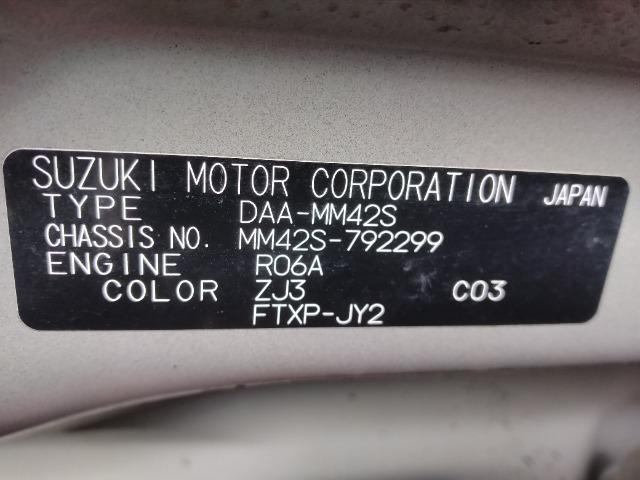 SUZUKI MOTOR CORPORATION JAPAN
TYPE DAA-MM42S
CHASSIS NO. MM42S-792299
ENGINE R06A
COLOR ZJ3 C03
FTXP-JY2